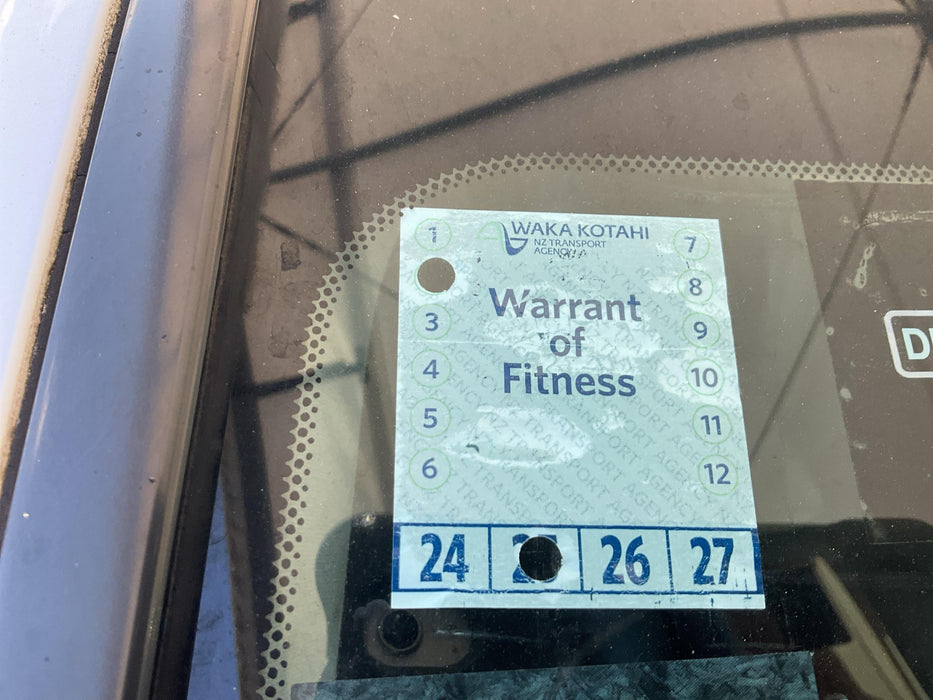 WAKA KOTAHI
NZ TRANSPORT
AGENCY
1
7
8
Warrant
of
Fitness
3
9
4
10
5
11
6
12
24
26
27